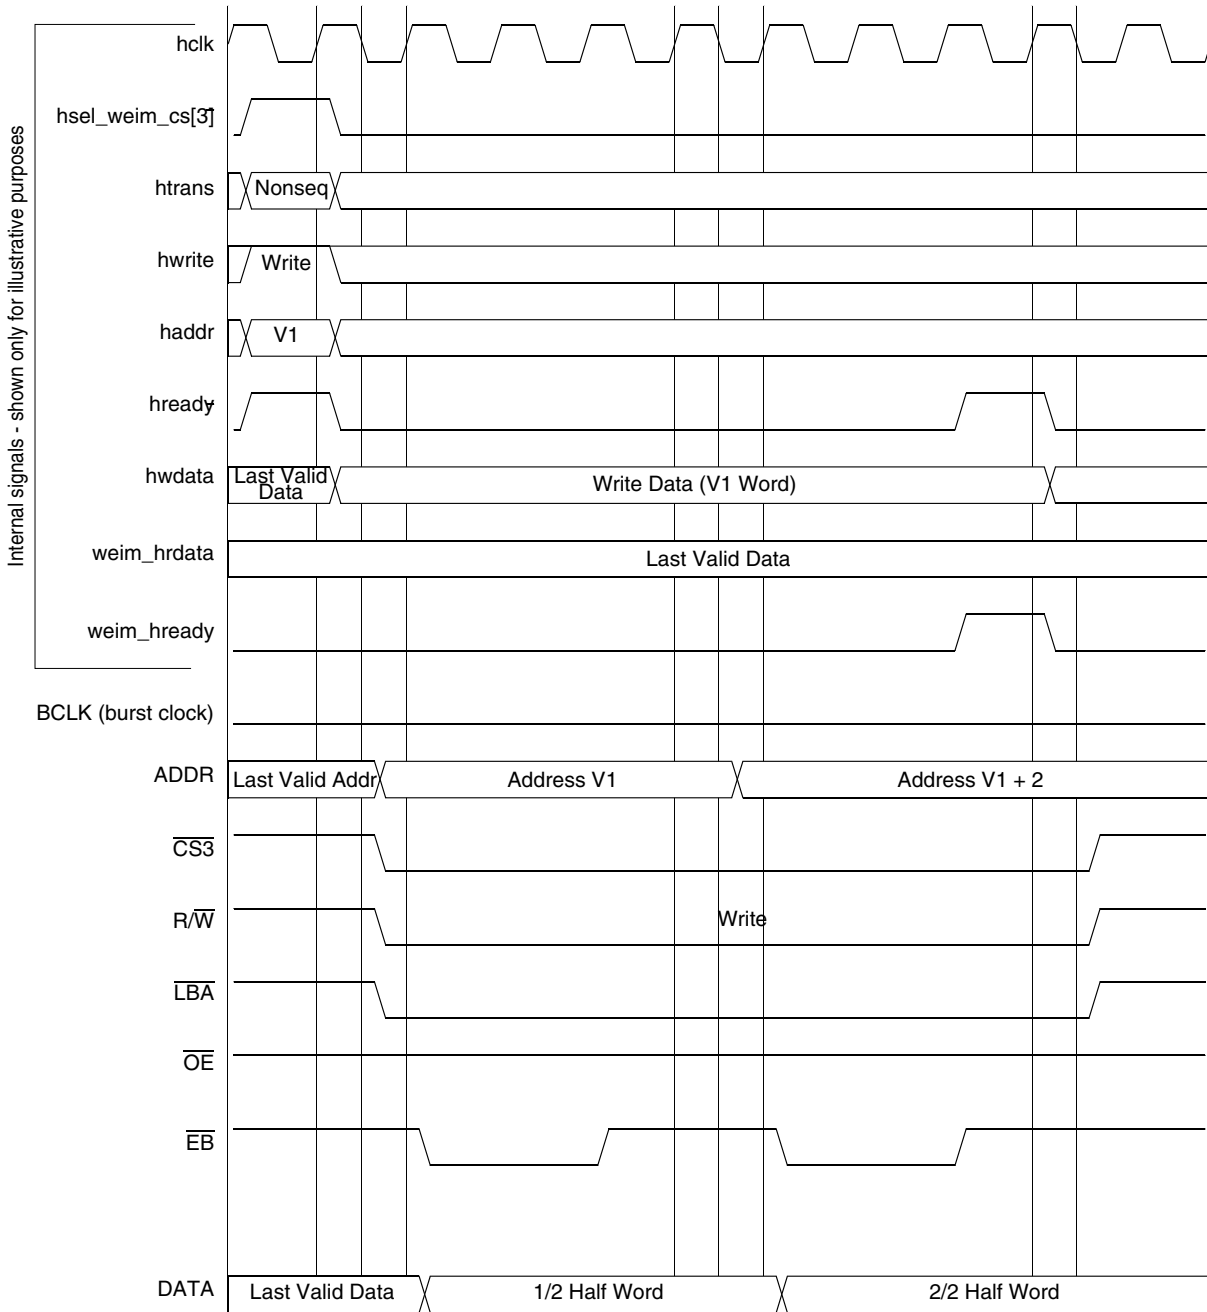 Internal signals - shown only for illustrative purposes
hclk
hsel_weim_cs[3]
htrans
Nonseq
hwrite
Write
haddr
V1
hready
hwdata
Last Valid
Data
Write Data (V1 Word)
weim_hrdata
Last Valid Data
weim_hready
BCLK (burst clock)
ADDR
Last Valid Addr
Address V1
Address V1 + 2
CS3
R/W
Write
LBA
OE
EB
DATA
Last Valid Data
1/2 Half Word
2/2 Half Word